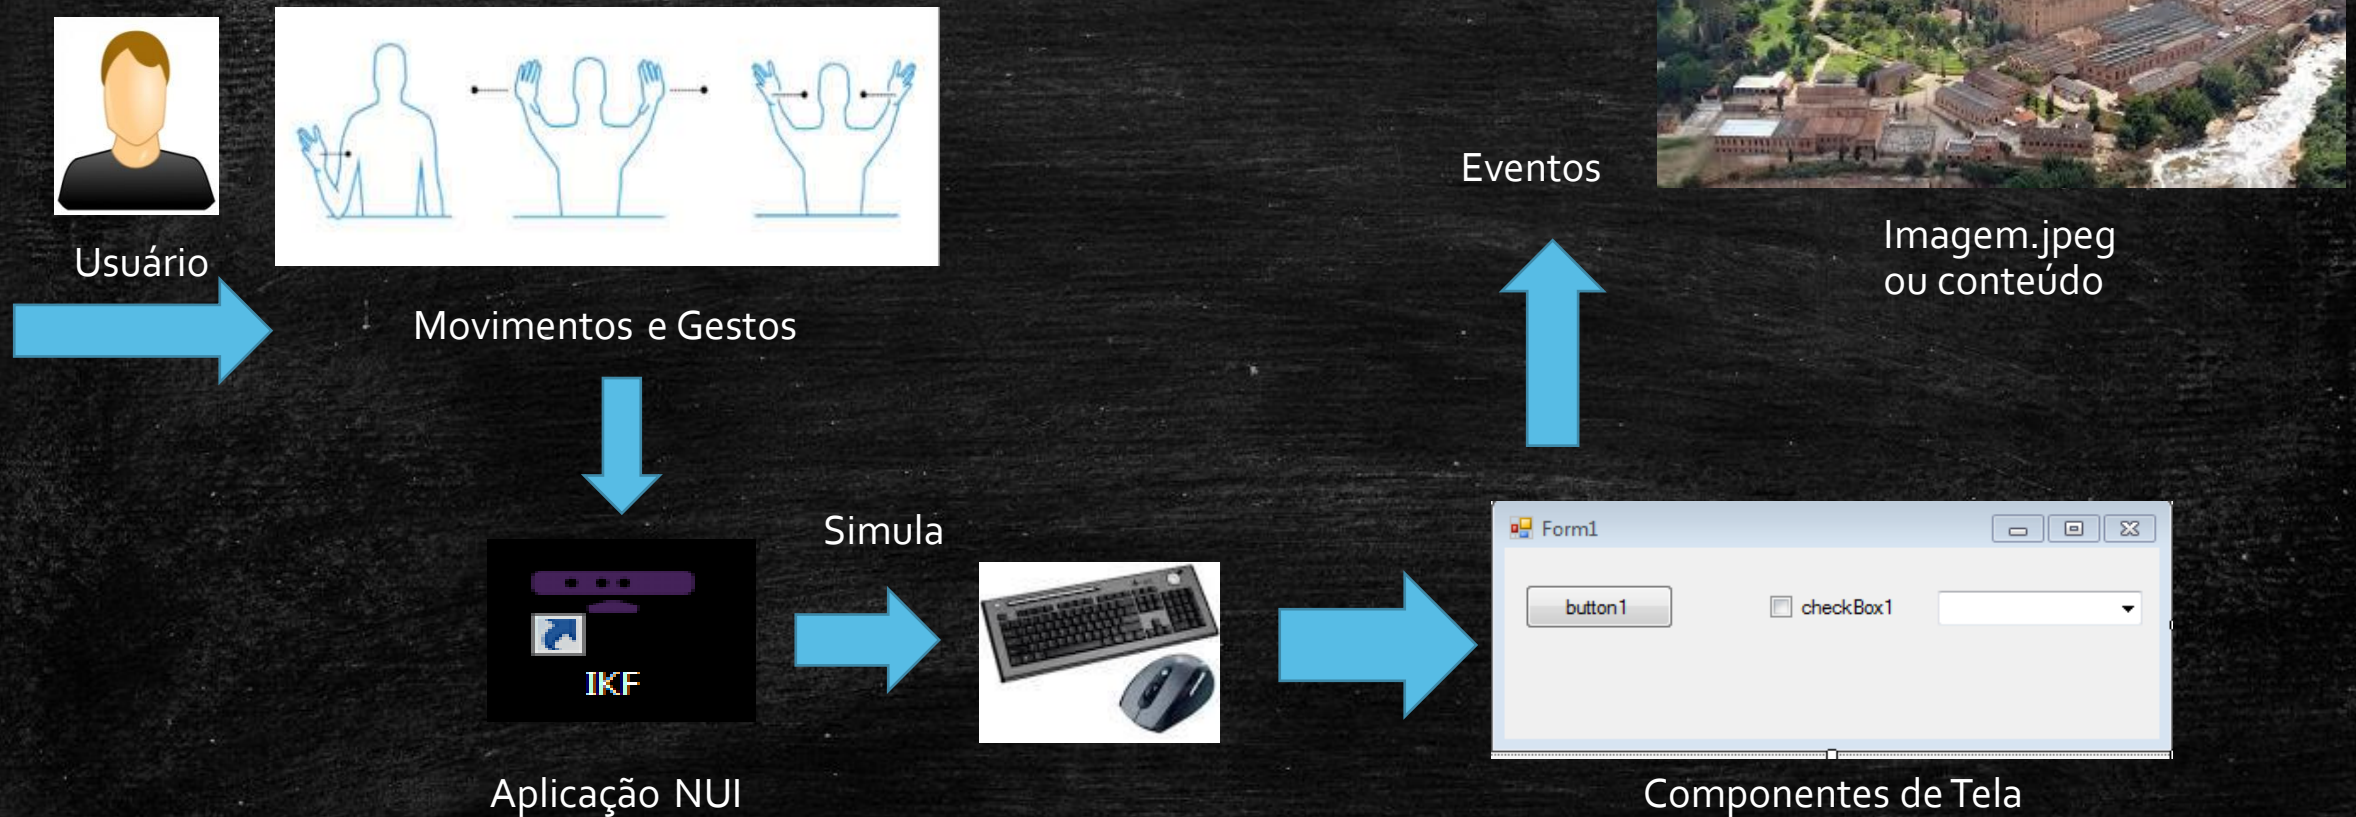 Usuário
Movimentos e Gestos
Eventos
Imagem.jpeg
ou conteúdo
Simula
IKF
Aplicação NUI
Form1
button1
checkBox1
Componentes de Tela